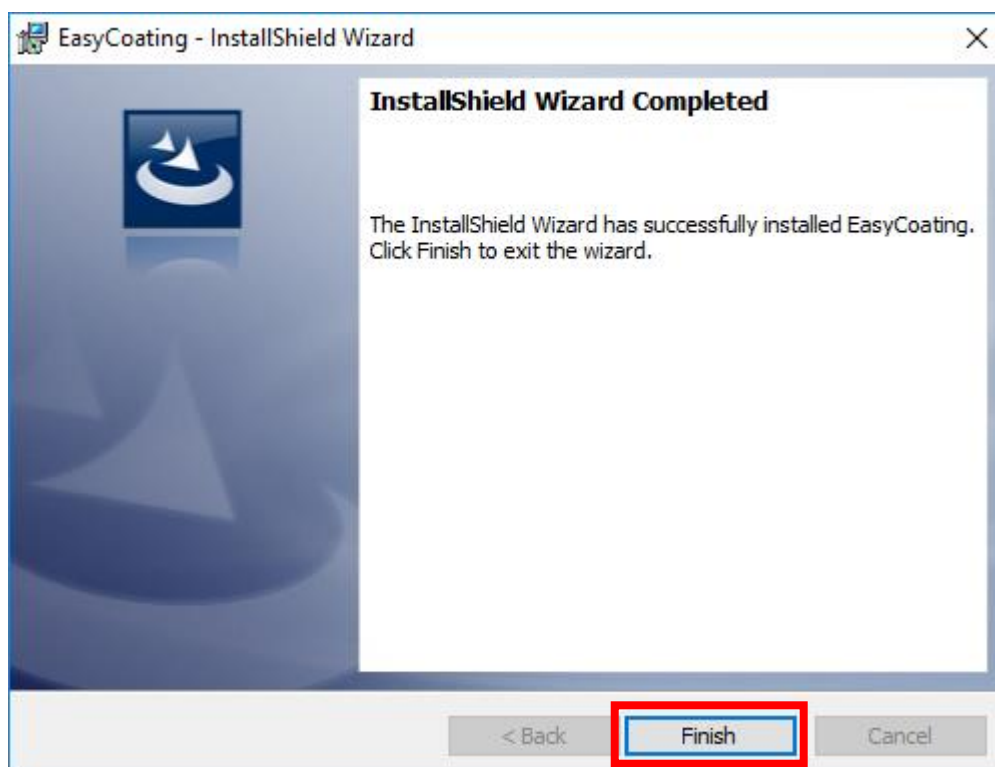 EasyCoating - InstallShield Wizard
InstallShield Wizard Completed
The InstallShield Wizard has successfully installed EasyCoating.
Click Finish to exit the wizard.
< Back
Finish
Cancel